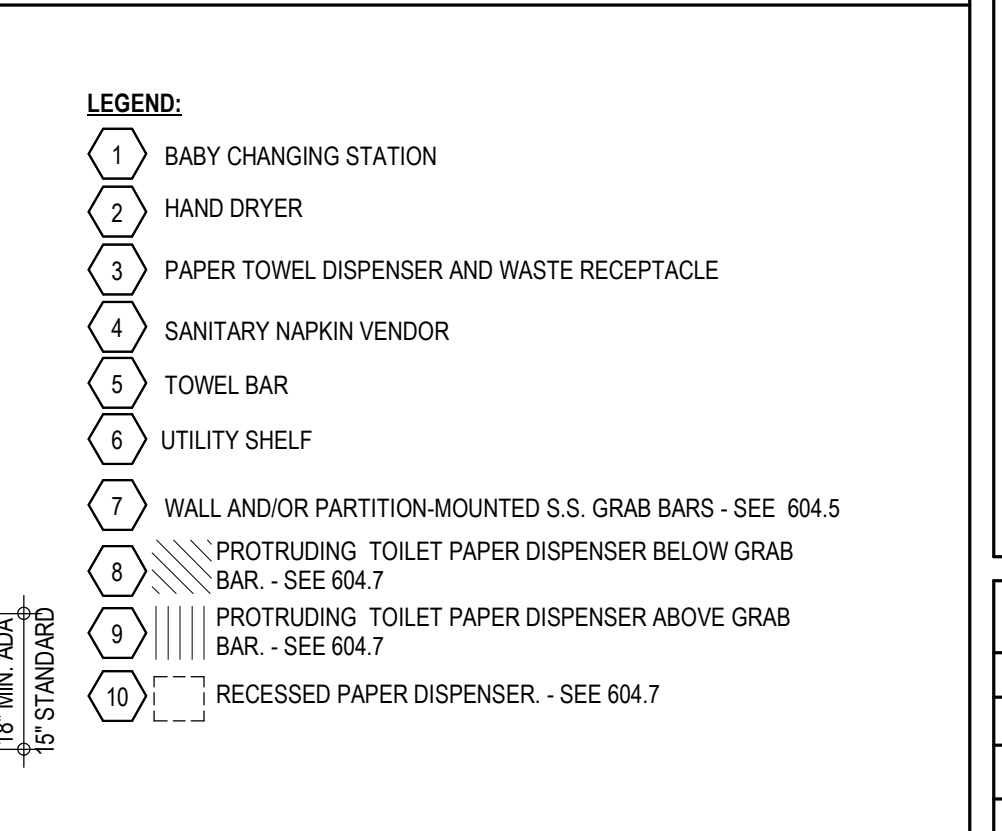 LEGEND:
1 BABY CHANGING STATION
2 HAND DRYER
3 PAPER TOWEL DISPENSER AND WASTE RECEPTACLE
4 SANITARY NAPKIN VENDOR
5 TOWEL BAR
6 UTILITY SHELF
7 WALL AND/OR PARTITION-MOUNTED S.S. GRAB BARS - SEE 604.5
8 PROTRUDING TOILET PAPER DISPENSER BELOW GRAB
BAR. - SEE 604.7
9 PROTRUDING TOILET PAPER DISPENSER ABOVE GRAB
BAR. - SEE 604.7
10 RECESSED PAPER DISPENSER. - SEE 604.7
18" MIN. ADA
15" STANDARD